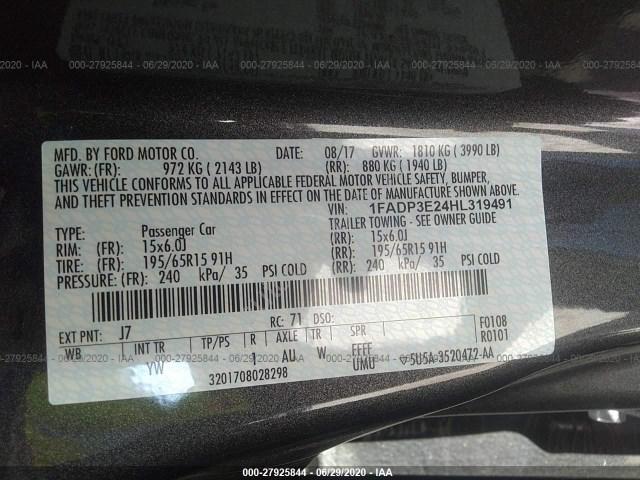 000-27925844 - 06/29/2020 - IAA
MFD. BY FORD MOTOR CO. DATE: 08/17 GVWR: 1810 KG ( 3990 LB)
GAWR: (FR): 972 KG ( 2143 LB) (RR): 880 KG ( 1940 LB)
THIS VEHICLE CONFORMS TO ALL APPLICABLE FEDERAL MOTOR VEHICLE SAFETY, BUMPER,
AND THEFT PREVENTION STANDARDS IN EFFECT ON THE DATE OF MANUFACTURE SHOWN ABOVE.
VIN: 1FADP3E24HL319491
TYPE: Passenger Car TRAILER TOWING - SEE OWNER GUIDE
RIM: (FR): 15x6.0J (RR): 15x6.0J
TIRE: (FR): 195/65R15 91H (RR): 195/65R15 91H
PRESSURE: (FR): 240 kPa/ 35 PSI COLD (RR): 240 kPa/ 35 PSI COLD
RC: 71 DSO: F0108
EXT PNT: J7 R0101
WB INT TR TP/PS R AXLE TR SPR
YW 1 AU W FFFF
UMU 5U5A-3520472-AA
3201708028298
000-27925844 - 06/29/2020 - IAA